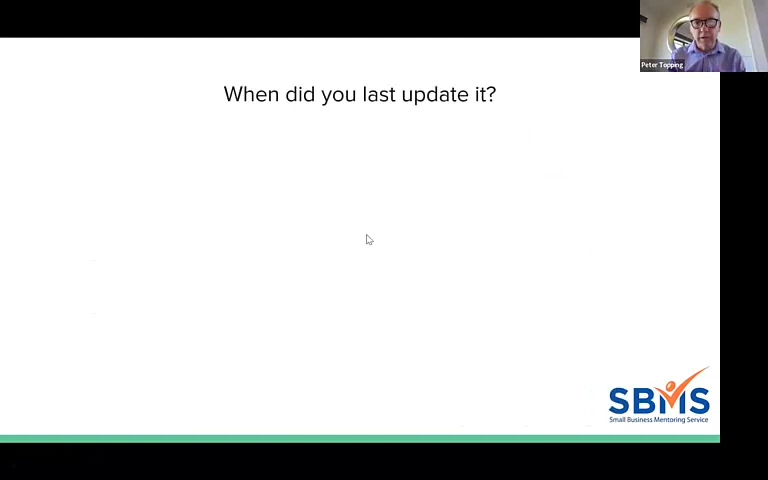 Peter Topping
When did you last update it?
SBMS
Small Business Mentoring Service